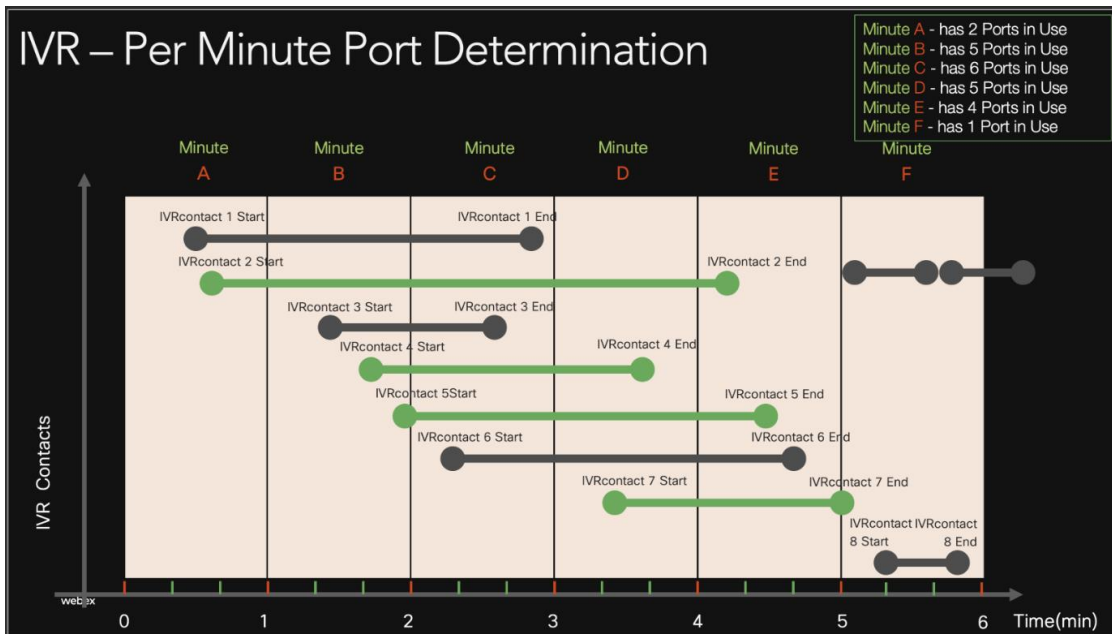 IVR – Per Minute Port Determination
Minute A - has 2 Ports in Use
Minute B - has 5 Ports in Use
Minute C - has 6 Ports in Use
Minute D - has 5 Ports in Use
Minute E - has 4 Ports in Use
Minute F - has 1 Port in Use
Minute Minute Minute Minute Minute Minute
A B C D E F
IVRcontact 1 Start IVRcontact 1 End
IVRcontact 2 Start IVRcontact 2 End
IVRcontact 3 Start IVRcontact 3 End
IVRcontact 4 Start IVRcontact 4 End
IVRcontact 5Start IVRcontact 5 End
IVRcontact 6 Start IVRcontact 6 End
IVRcontact 7 Start IVRcontact 7 End
IVRcontact IVRcontact
8 Start 8 End
IVR Contacts
webex
0 1 2 3 4 5 6 Time(min)